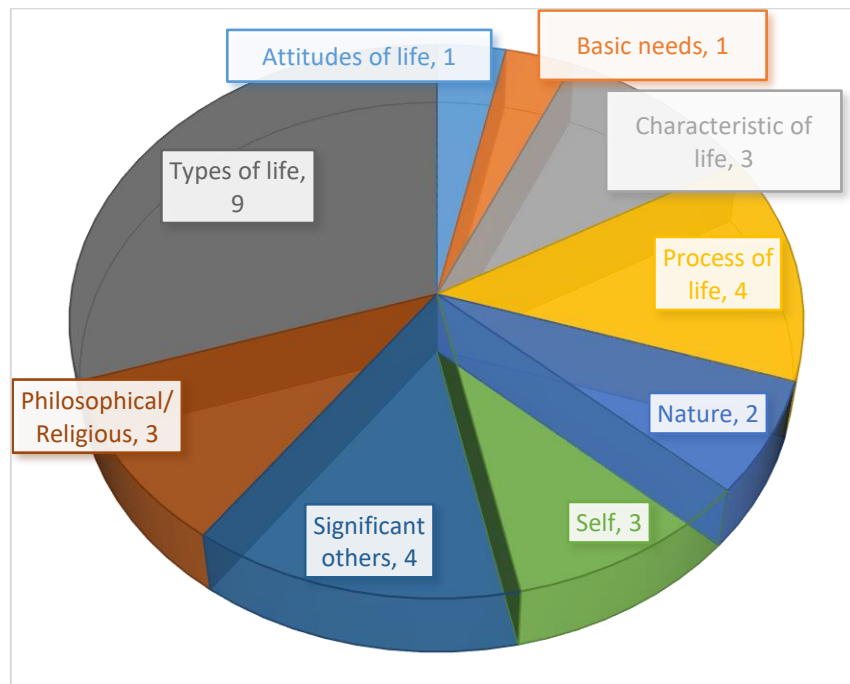 Attitudes of life, 1
Basic needs, 1
Characteristic of
life, 3
Types of life,
9
Process of
life, 4
Philosophical/
Religious, 3
Nature, 2
Significant
others, 4
Self, 3